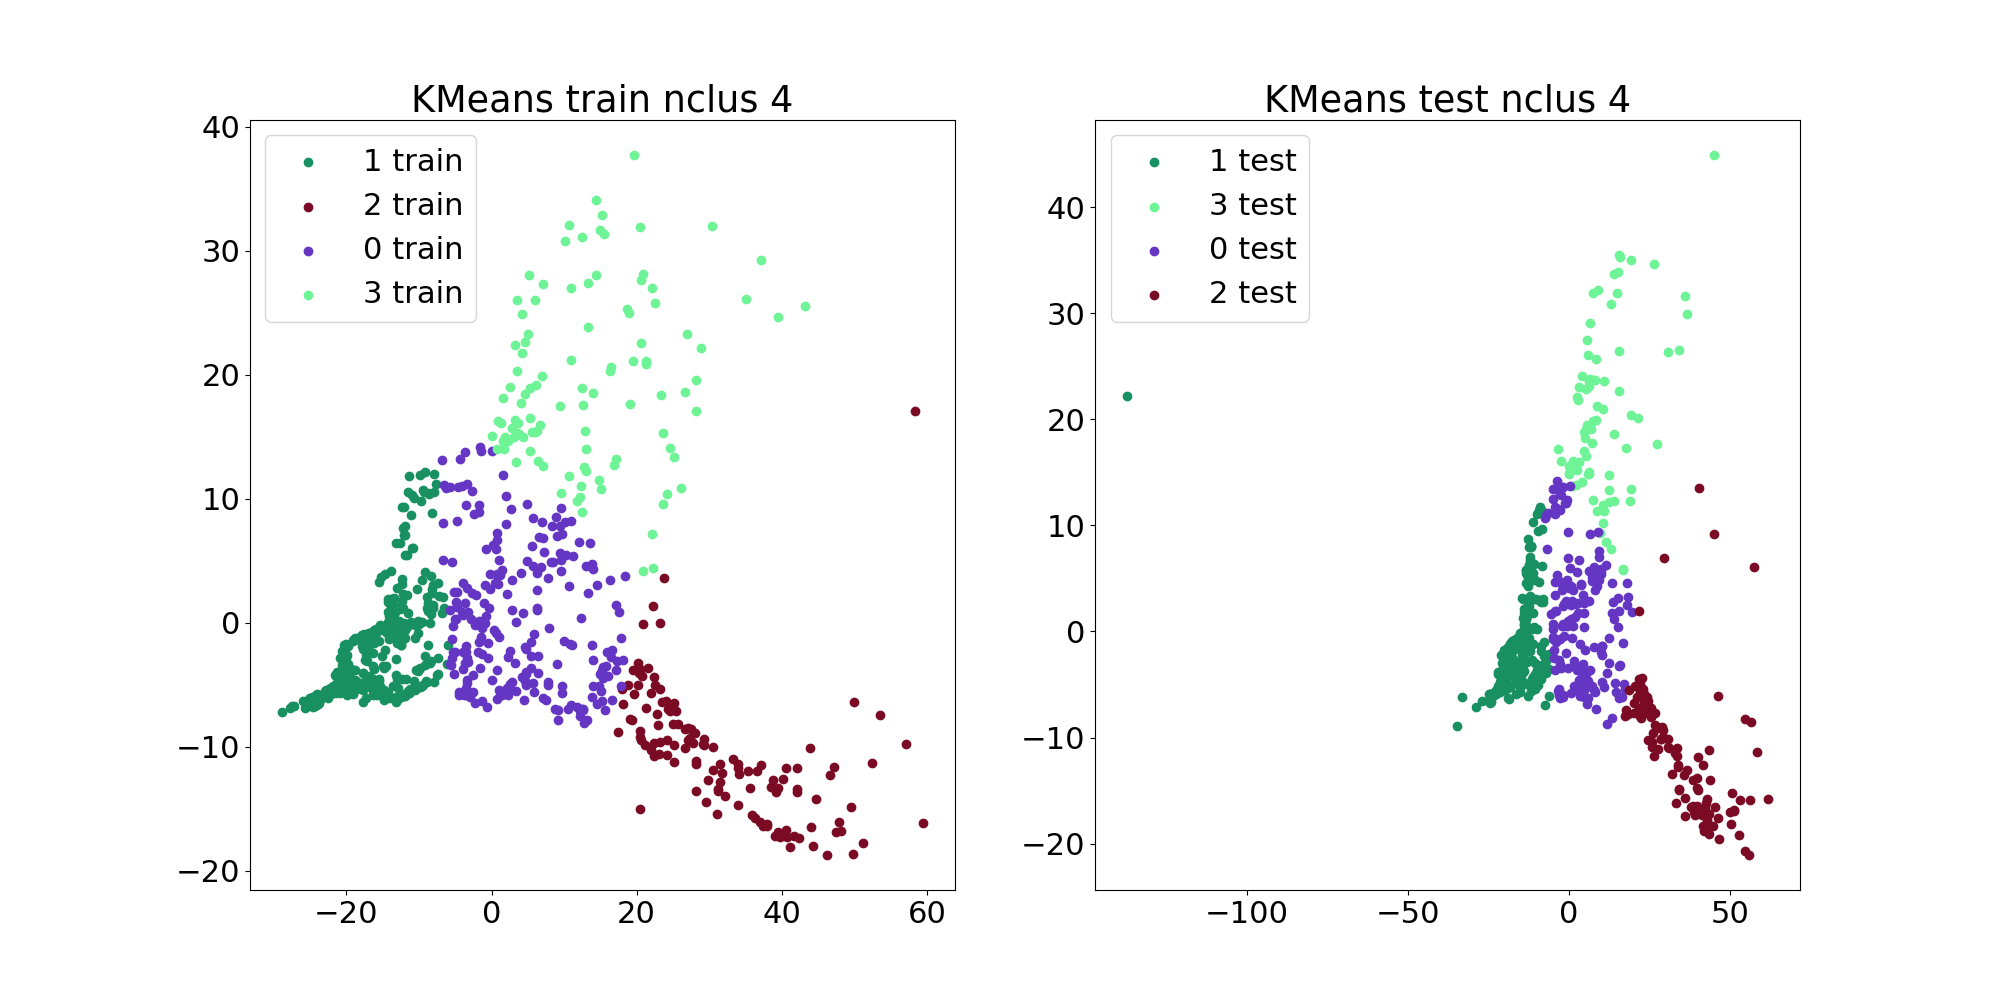 KMeans train nclus 4
40
30
20
10
0
−10
−20
−20 0 20 40 60
1 train
2 train
0 train
3 train
KMeans test nclus 4
40
30
20
10
0
−10
−20
−100 −50 0 50
1 test
3 test
0 test
2 test